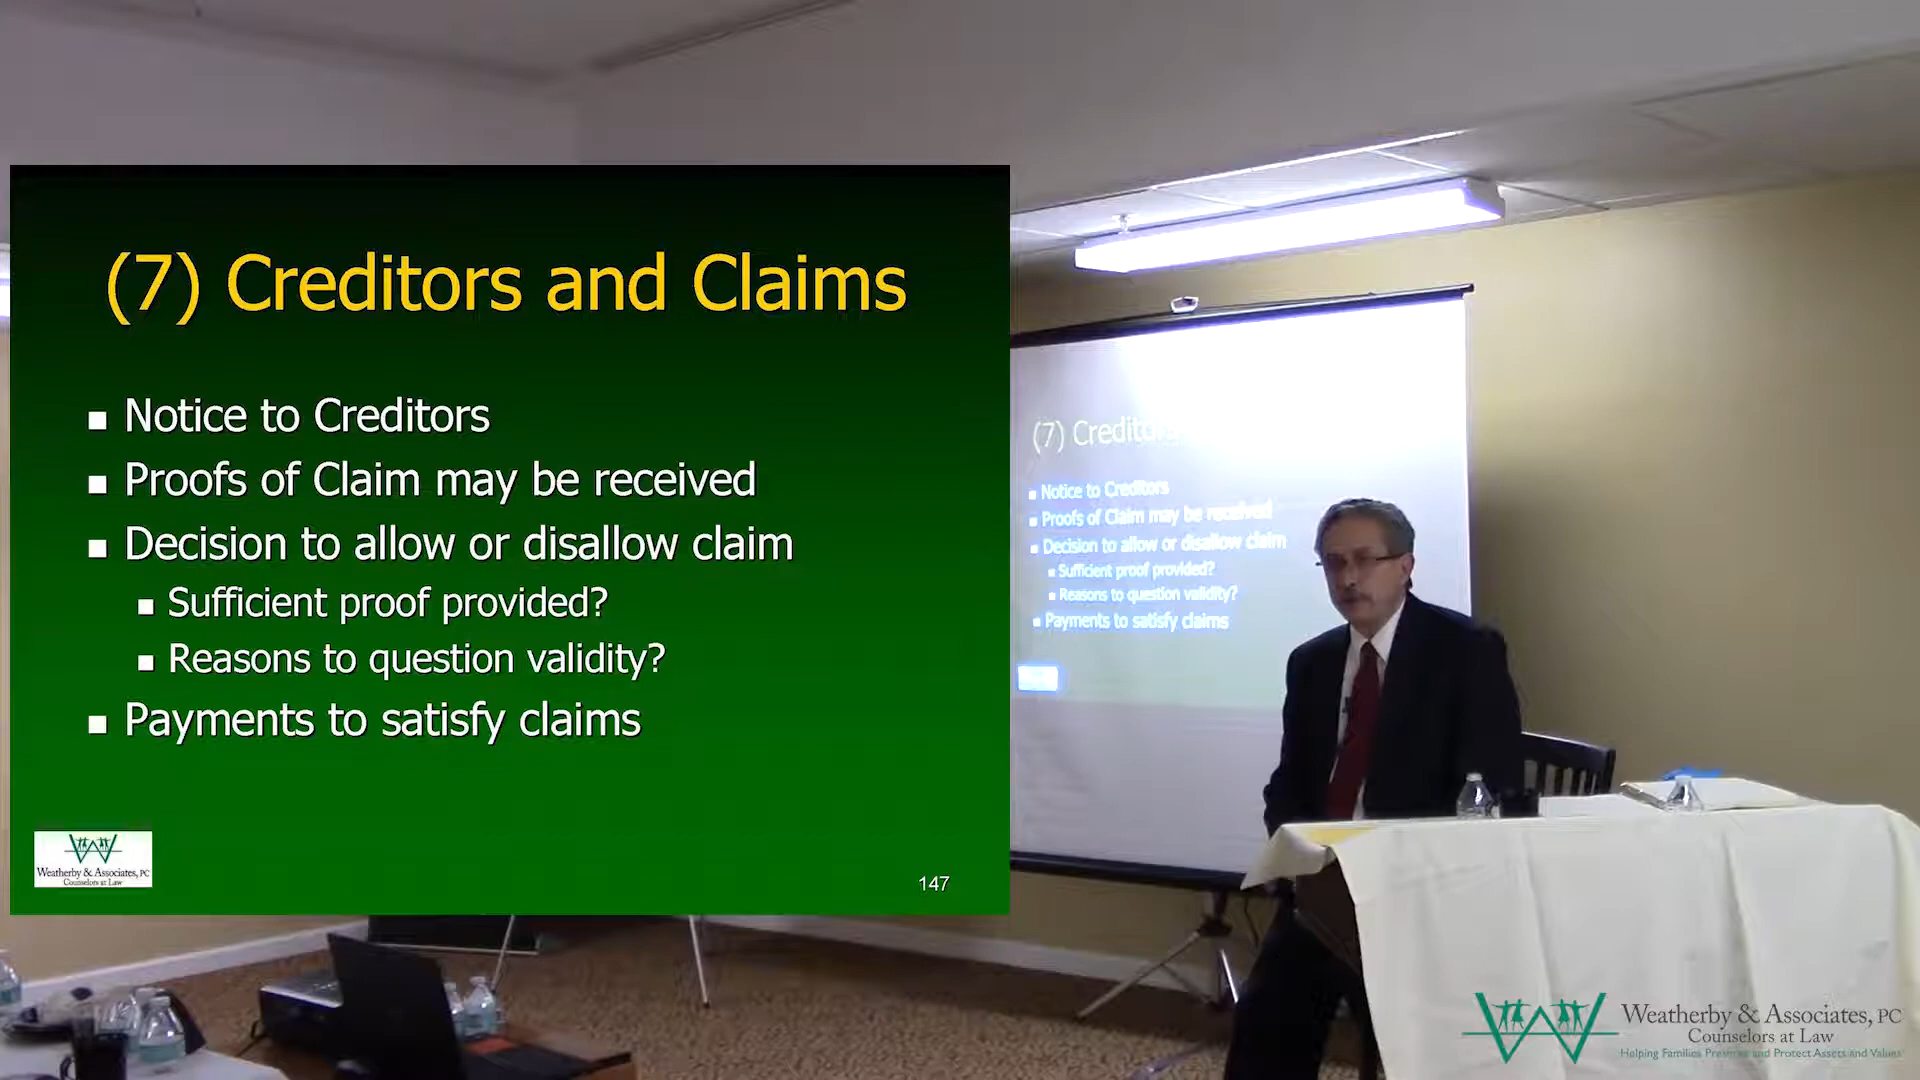 (7) Creditors and Claims
Notice to Creditors
Proofs of Claim may be received
Decision to allow or disallow claim
Sufficient proof provided?
Reasons to question validity?
Payments to satisfy claims
Weatherby & Associates, PC
Counselors at Law
147
(7) Creditors
Notice to Creditors
Proofs of Claim may be received
Decision to allow or disallow claim
Sufficient proof provided?
Reasons to question validity?
Payments to satisfy claims
Weatherby & Associates, PC
Counselors at Law
Helping Families Preserve and Protect Assets and Values